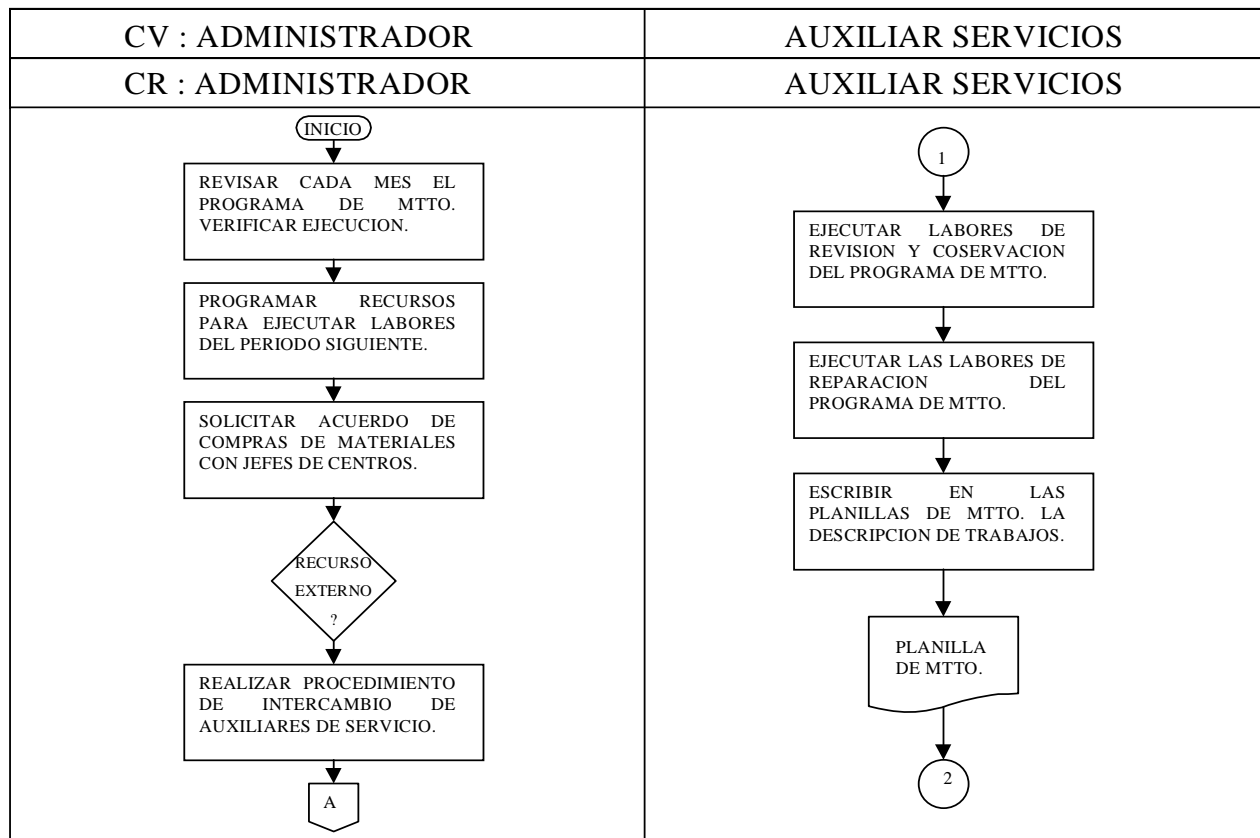 CV : ADMINISTRADOR
AUXILIAR SERVICIOS
CR : ADMINISTRADOR
AUXILIAR SERVICIOS
INICIO
REVISAR CADA MES EL
PROGRAMA DE MTTO.
VERIFICAR EJECUCION.
PROGRAMAR RECURSOS
PARA EJECUTAR LABORES
DEL PERIODO SIGUIENTE.
SOLICITAR ACUERDO DE
COMPRAS DE MATERIALES
CON JEFES DE CENTROS.
RECURSO
EXTERNO
?
REALIZAR PROCEDIMIENTO
DE INTERCAMBIO DE
AUXILIARES DE SERVICIO.
A
1
EJECUTAR LABORES DE
REVISION Y COSERVACION
DEL PROGRAMA DE MTTO.
EJECUTAR LAS LABORES DE
REPARACION DEL
PROGRAMA DE MTTO.
ESCRIBIR EN LAS
PLANILLAS DE MTTO. LA
DESCRIPCION DE TRABAJOS.
PLANILLA
DE MTTO.
2